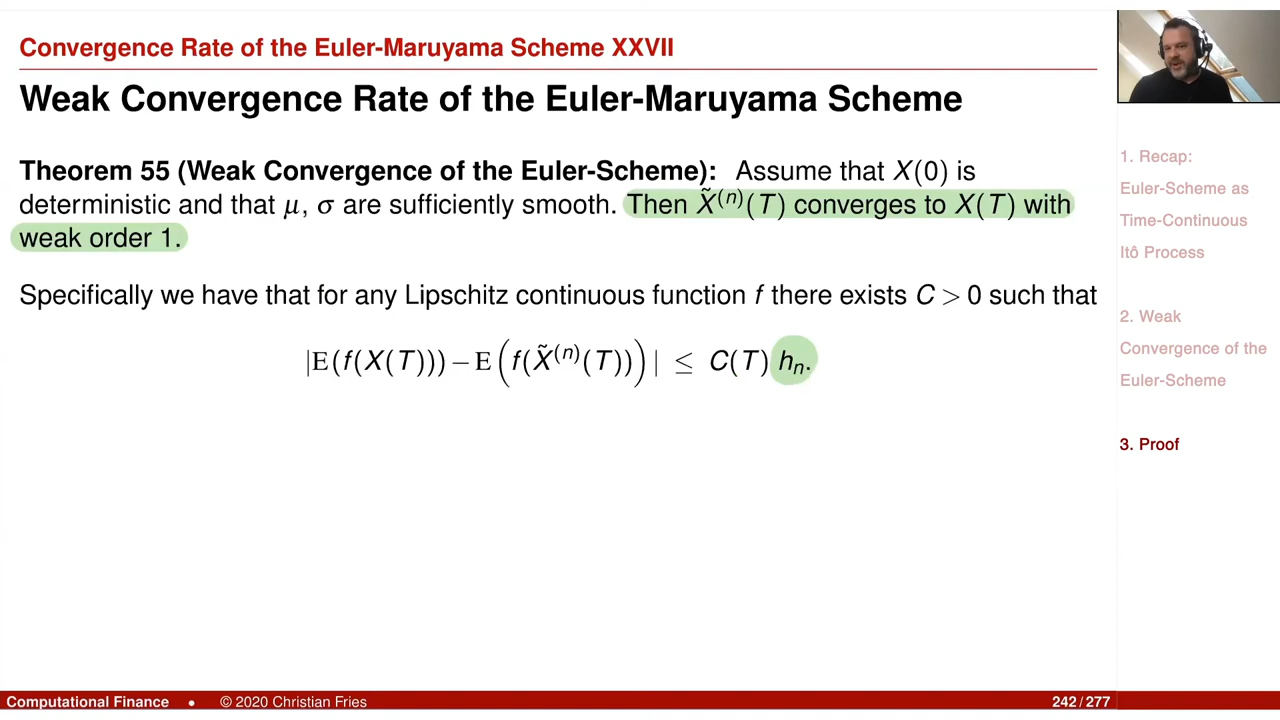 Convergence Rate of the Euler-Maruyama Scheme XXVII
Weak Convergence Rate of the Euler-Maruyama Scheme
Theorem 55 (Weak Convergence of the Euler-Scheme): Assume that X(0) is
deterministic and that μ, σ are sufficiently smooth. Then X̃⁽ⁿ⁾(T) converges to X(T) with
weak order 1.
Specifically we have that for any Lipschitz continuous function f there exists C > 0 such that
|E(f(X(T))) − E(f(X̃⁽ⁿ⁾(T)))| ≤ C(T) hₙ.
1. Recap:
Euler-Scheme as
Time-Continuous
Itô Process
2. Weak
Convergence of the
Euler-Scheme
3. Proof
Computational Finance • © 2020 Christian Fries 242 / 277